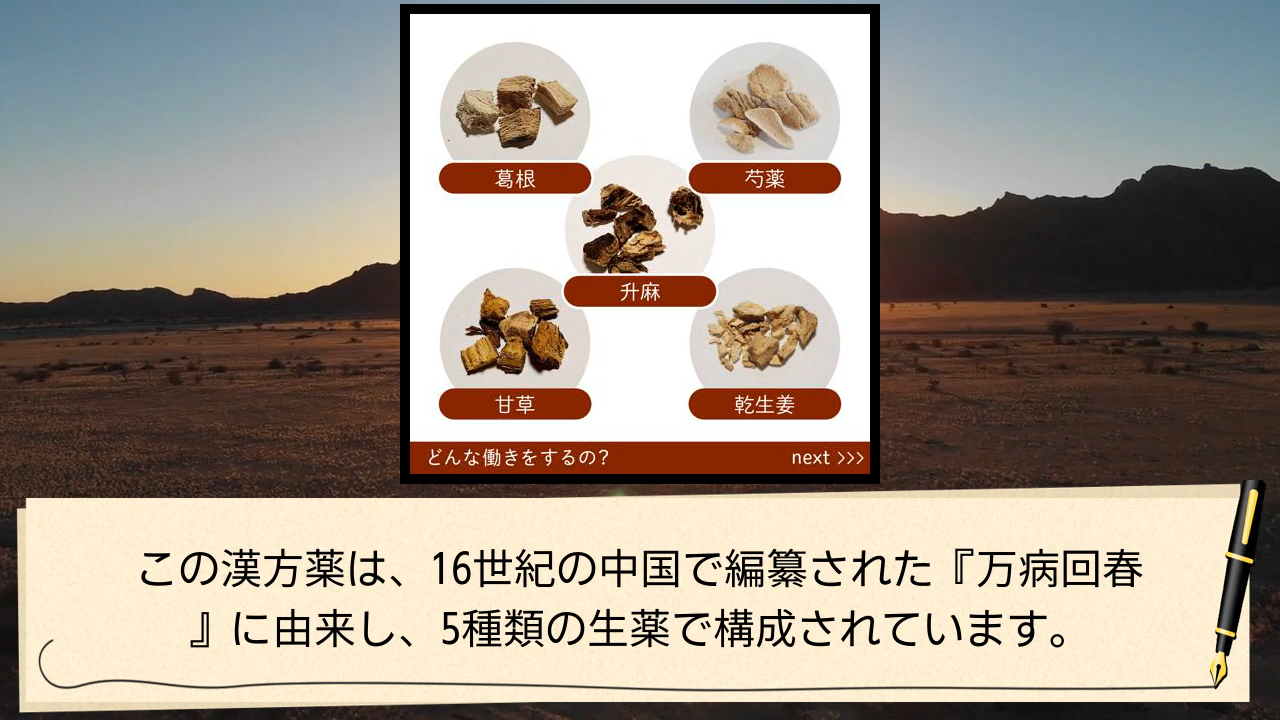 葛根
芍薬
升麻
甘草
乾生姜
どんな働きをするの?
next >>>
この漢方薬は、16世紀の中国で編纂された『万病回春
』に由来し、5種類の生薬で構成されています。